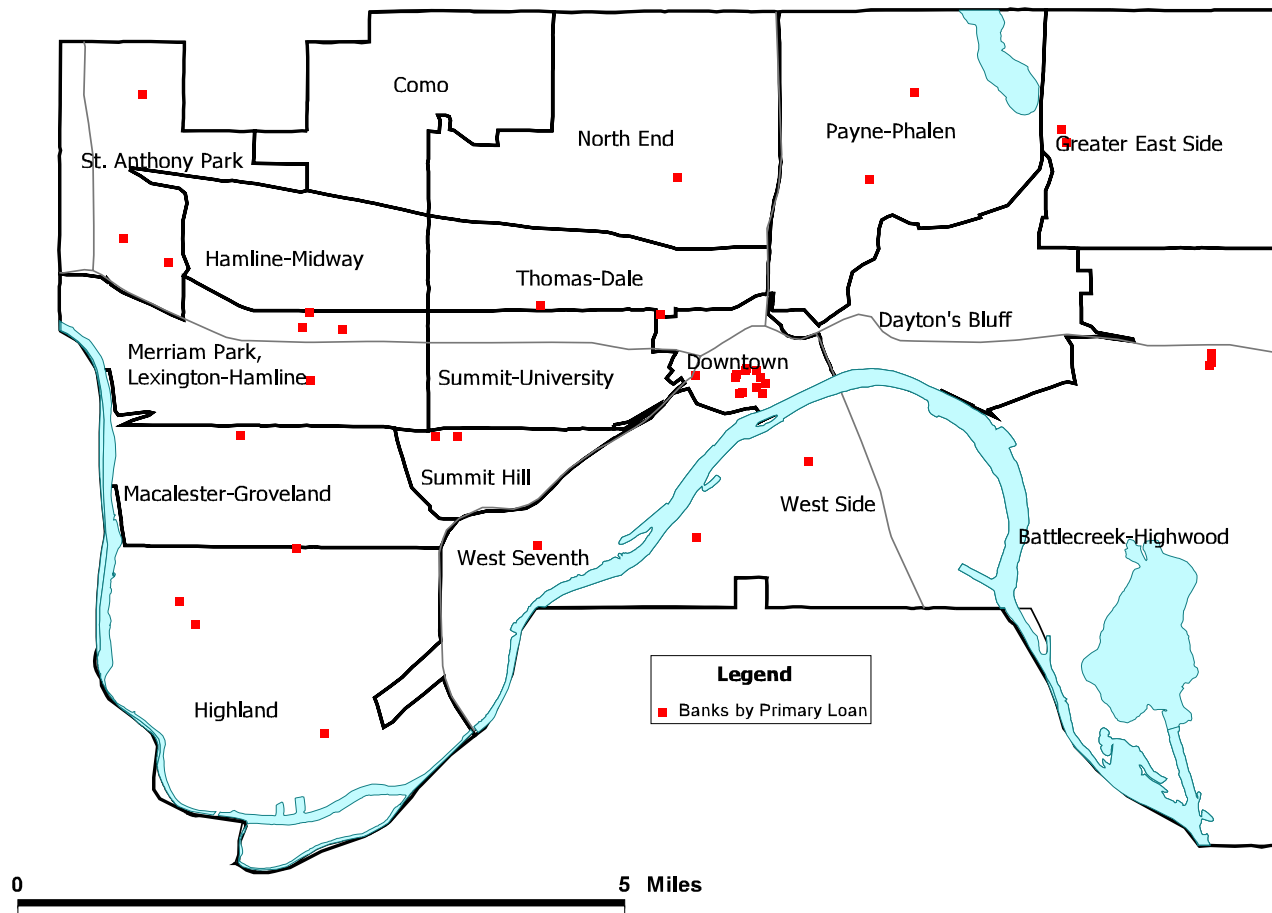 Como
North End
Payne-Phalen
Greater East Side
St. Anthony Park
Hamline-Midway
Thomas-Dale
Dayton's Bluff
Merriam Park,
Lexington-Hamline
Summit-University
Downtown
Summit Hill
Macalester-Groveland
West Side
West Seventh
Battlecreek-Highwood
Highland
Legend
Banks by Primary Loan
0 5 Miles